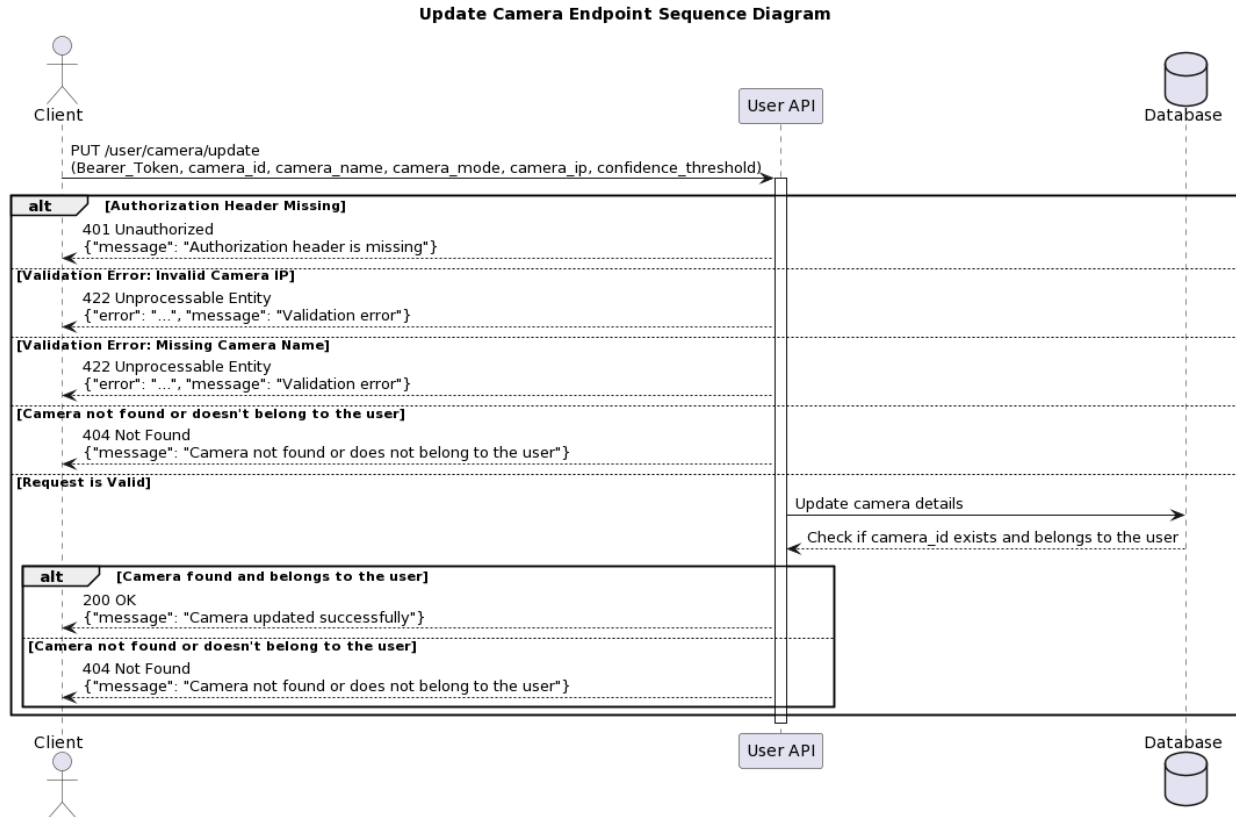 Update Camera Endpoint Sequence Diagram
Client
User API
Database
PUT /user/camera/update
(Bearer_Token, camera_id, camera_name, camera_mode, camera_ip, confidence_threshold)
alt [Authorization Header Missing]
401 Unauthorized
{"message": "Authorization header is missing"}
[Validation Error: Invalid Camera IP]
422 Unprocessable Entity
{"error": "...", "message": "Validation error"}
[Validation Error: Missing Camera Name]
422 Unprocessable Entity
{"error": "...", "message": "Validation error"}
[Camera not found or doesn't belong to the user]
404 Not Found
{"message": "Camera not found or does not belong to the user"}
[Request is Valid]
Update camera details
Check if camera_id exists and belongs to the user
alt [Camera found and belongs to the user]
200 OK
{"message": "Camera updated successfully"}
[Camera not found or doesn't belong to the user]
404 Not Found
{"message": "Camera not found or does not belong to the user"}
Client
User API
Database